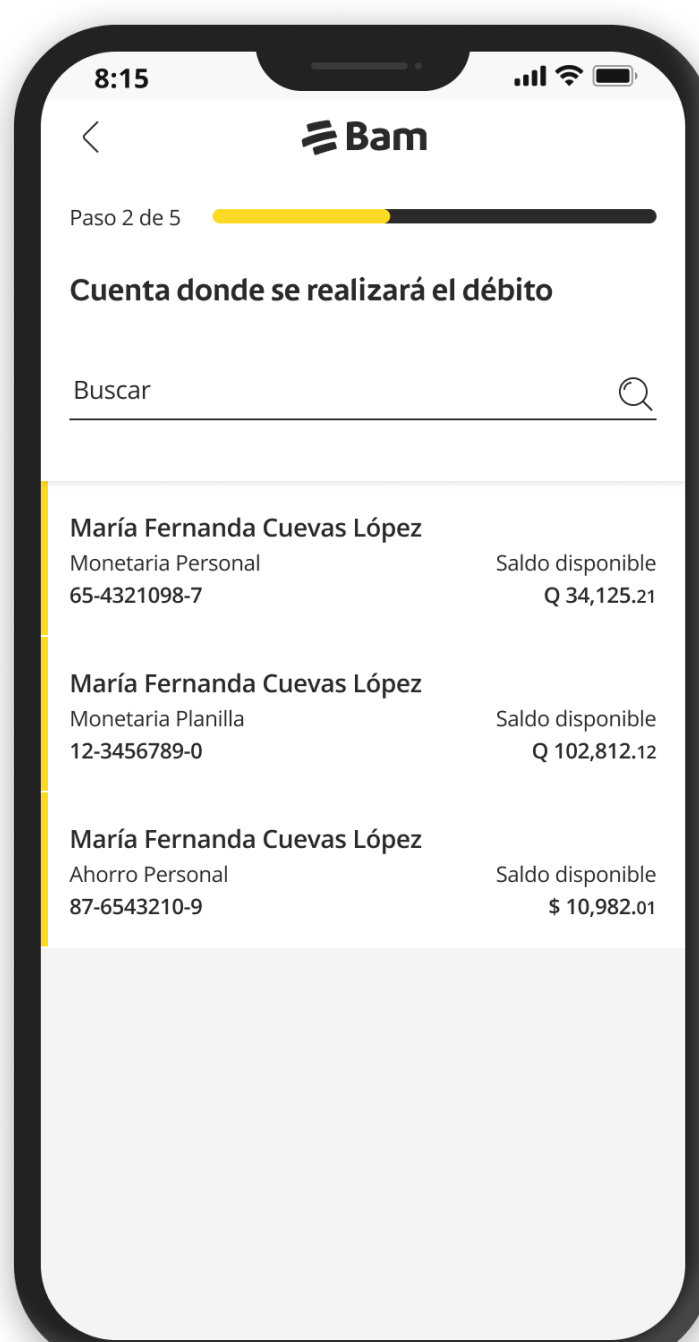 8:15
Bam
Paso 2 de 5
Cuenta donde se realizará el débito
Buscar
María Fernanda Cuevas López
Monetaria Personal Saldo disponible
65-4321098-7 Q 34,125.21
María Fernanda Cuevas López
Monetaria Planilla Saldo disponible
12-3456789-0 Q 102,812.12
María Fernanda Cuevas López
Ahorro Personal Saldo disponible
87-6543210-9 $ 10,982.01